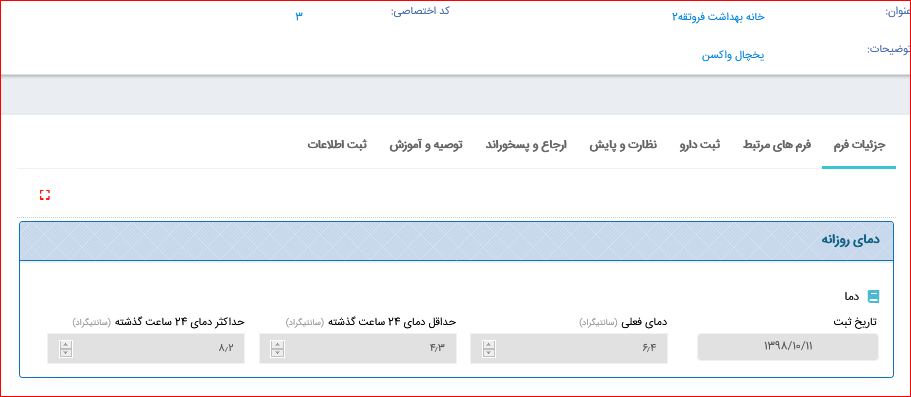 عنوان: خانه بهداشت فروتقه۲ کد اختصاصی: ۳
توضیحات: یخچال واکسن
جزئیات فرم فرم های مرتبط ثبت دارو نظارت و پایش ارجاع و پسخوراند توصیه و آموزش ثبت اطلاعات
دمای روزانه
دما
تاریخ ثبت دمای فعلی (سانتیگراد) حداقل دمای ۲۴ ساعت گذشته (سانتیگراد) حداکثر دمای ۲۴ ساعت گذشته (سانتیگراد)
۱۳۹۸/۱۰/۱۱ ۶٫۴ ۴٫۳ ۸٫۲